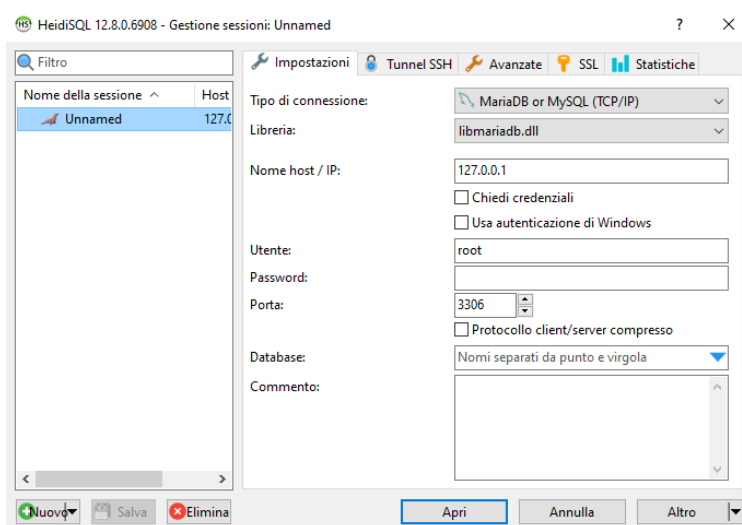 HS HeidiSQL 12.8.0.6908 - Gestione sessioni: Unnamed ? ×
Filtro
Nome della sessione Host
Unnamed 127.0
Impostazioni Tunnel SSH Avanzate SSL Statistiche
Tipo di connessione: MariaDB or MySQL (TCP/IP)
Libreria: libmariadb.dll
Nome host / IP: 127.0.0.1
Chiedi credenziali
Usa autenticazione di Windows
Utente: root
Password:
Porta: 3306
Protocollo client/server compresso
Database: Nomi separati da punto e virgola
Commento:
Nuovo Salva Elimina Apri Annulla Altro